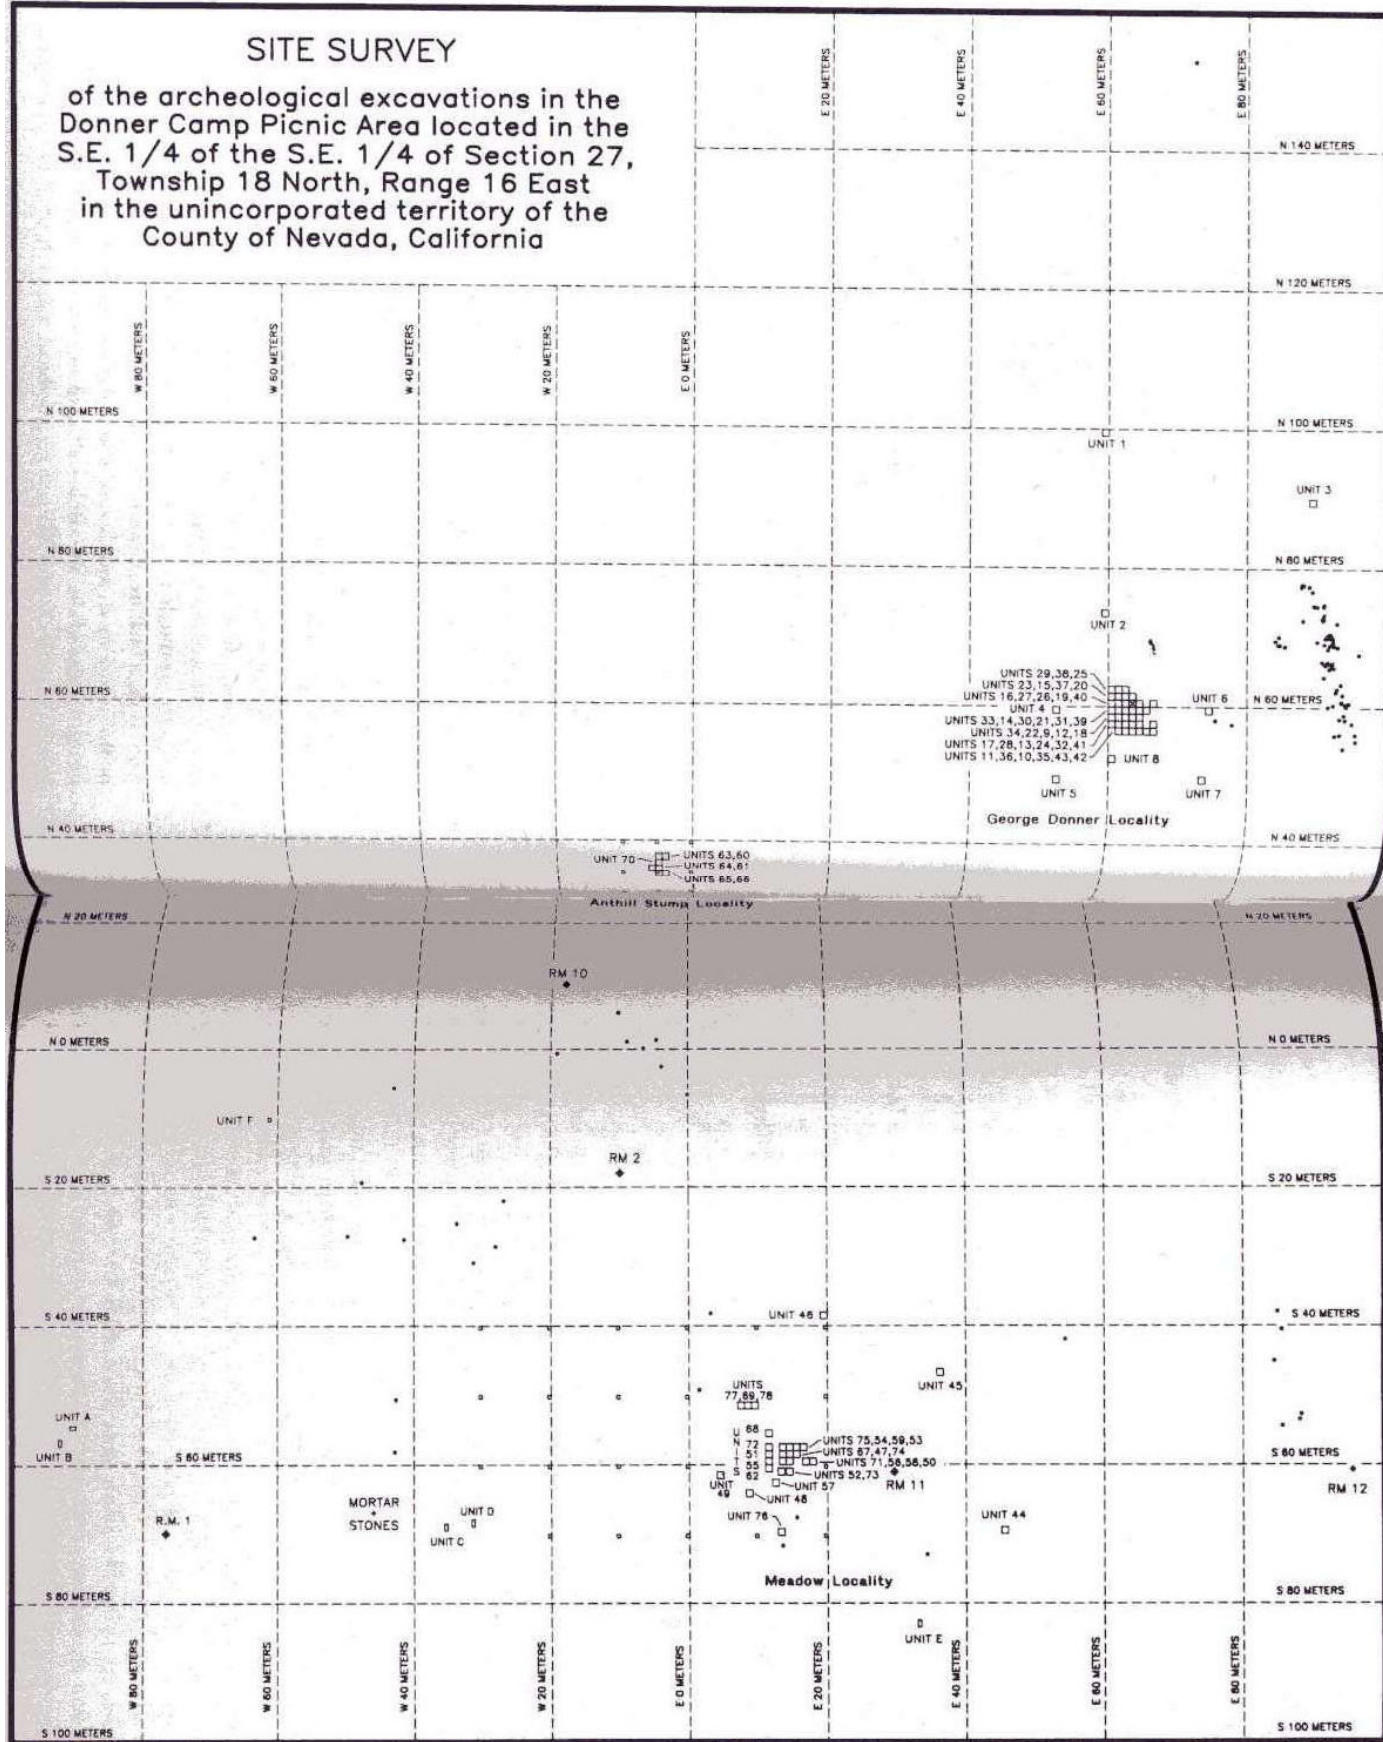 SITE SURVEY
of the archeological excavations in the
Donner Camp Picnic Area located in the
S.E. 1/4 of the S.E. 1/4 of Section 27,
Township 18 North, Range 16 East
in the unincorporated territory of the
County of Nevada, California
E 20 METERS
E 40 METERS
E 60 METERS
E 80 METERS
N 140 METERS
N 120 METERS
W 80 METERS
W 60 METERS
W 40 METERS
W 20 METERS
E 0 METERS
N 100 METERS
N 100 METERS
UNIT 1
UNIT 3
N 80 METERS
N 80 METERS
UNIT 2
UNITS 29,38,25
UNITS 23,15,37,20
UNITS 16,27,26,19,40
UNIT 4
UNITS 33,14,30,21,31,39
UNITS 34,22,9,12,18
UNITS 17,28,13,24,32,41
UNITS 11,36,10,35,43,42
UNIT 6
N 60 METERS
N 60 METERS
UNIT 8
UNIT 5
UNIT 7
George Donner Locality
N 40 METERS
N 40 METERS
UNIT 70
UNITS 63,60
UNITS 64,61
UNITS 65,66
Anthill Stump Locality
N 20 METERS
N 20 METERS
RM 10
N 0 METERS
N 0 METERS
UNIT F
RM 2
S 20 METERS
S 20 METERS
S 40 METERS
UNIT 46
S 40 METERS
UNITS
77,69,78
UNIT 45
UNIT A
UNIT B
S 60 METERS
UNITS
68
72
51
55
62
UNITS 75,54,59,53
UNITS 67,47,74
UNITS 71,56,58,50
UNITS 52,73
UNIT 57
UNIT
49
UNIT 48
RM 11
S 60 METERS
RM 12
R.M. 1
MORTAR
STONES
UNIT D
UNIT C
UNIT 76
UNIT 44
Meadow Locality
S 80 METERS
S 80 METERS
UNIT E
W 80 METERS
W 60 METERS
W 40 METERS
W 20 METERS
E 0 METERS
E 20 METERS
E 40 METERS
E 60 METERS
E 80 METERS
S 100 METERS
S 100 METERS